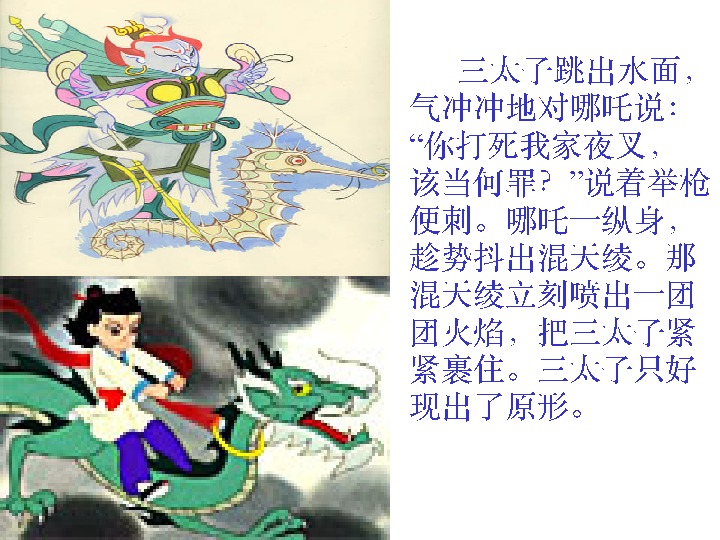 三太子跳出水面，
气冲冲地对哪吒说：
“你打死我家夜叉，
该当何罪？”说着举枪
便刺。哪吒一纵身，
趁势抖出混天绫。那
混天绫立刻喷出一团
团火焰，把三太子紧
紧裹住。三太子只好
现出了原形。